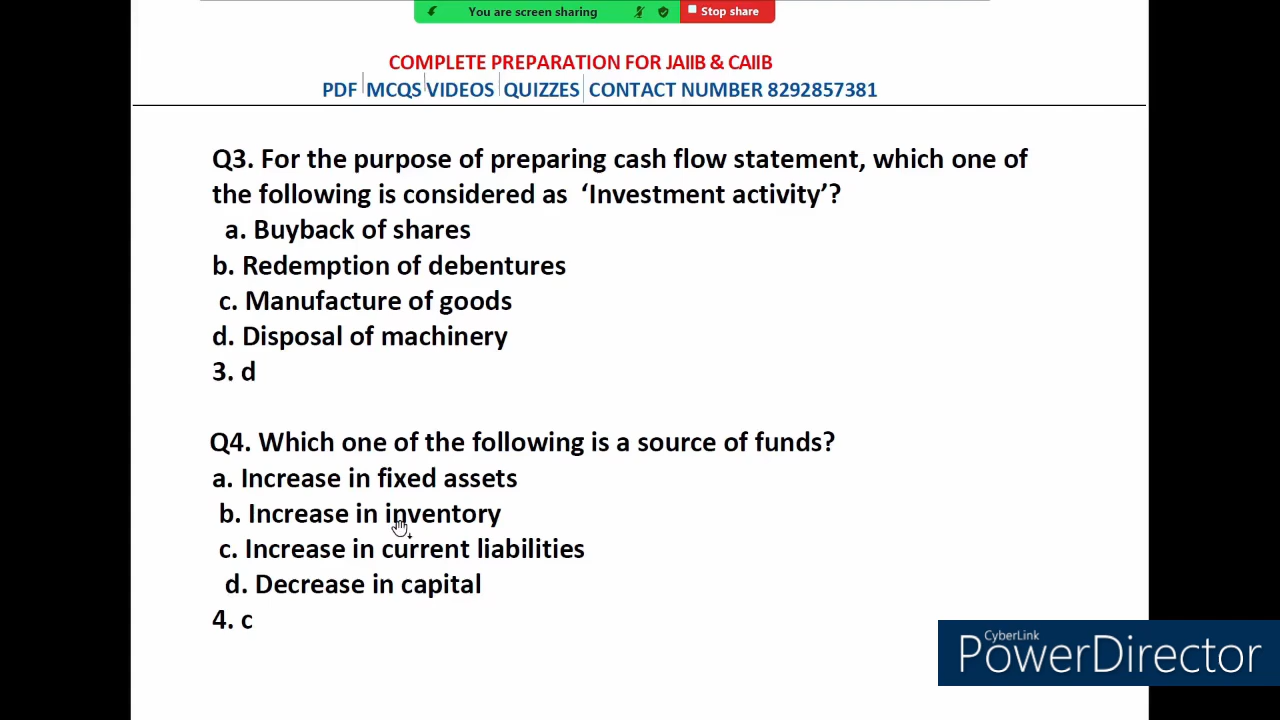 You are screen sharing Stop share
COMPLETE PREPARATION FOR JAIIB & CAIIB
PDF MCQS VIDEOS QUIZZES CONTACT NUMBER 8292857381
Q3. For the purpose of preparing cash flow statement, which one of
the following is considered as ‘Investment activity’?
a. Buyback of shares
b. Redemption of debentures
c. Manufacture of goods
d. Disposal of machinery
3. d
Q4. Which one of the following is a source of funds?
a. Increase in fixed assets
b. Increase in inventory
c. Increase in current liabilities
d. Decrease in capital
4. c
CyberLink
PowerDirector